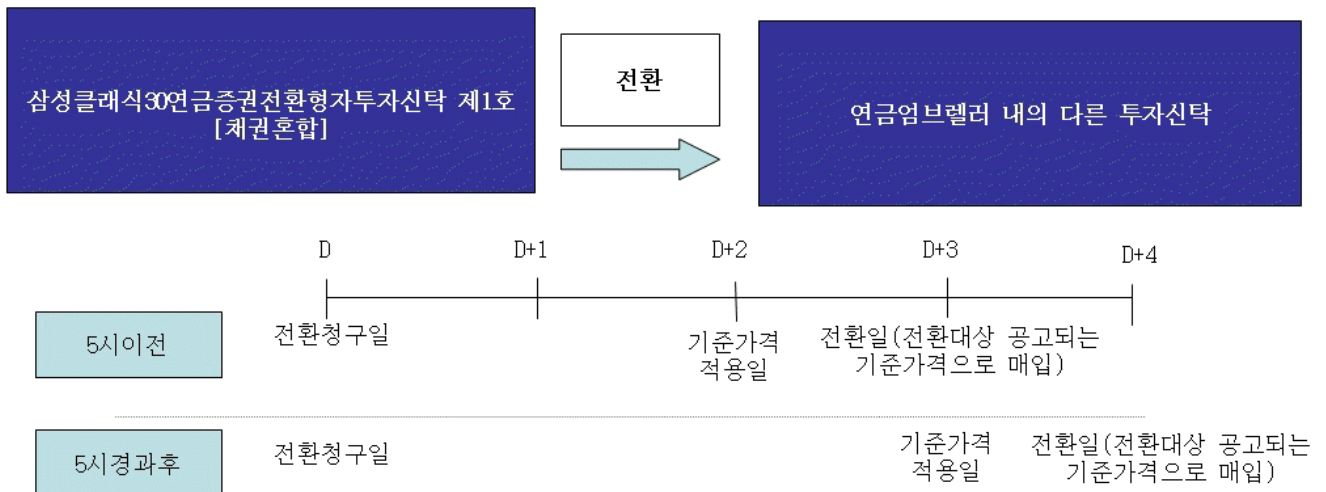 삼성클래식30연금증권전환형자투자신탁 제1호
[채권혼합]
전환
연금엄브렐러 내의 다른 투자신탁
D
D+1
D+2
D+3
D+4
5시이전
전환청구일
기준가격
적용일
전환일(전환대상 공고되는
기준가격으로 매입)
5시경과후
전환청구일
기준가격
적용일
전환일(전환대상 공고되는
기준가격으로 매입)